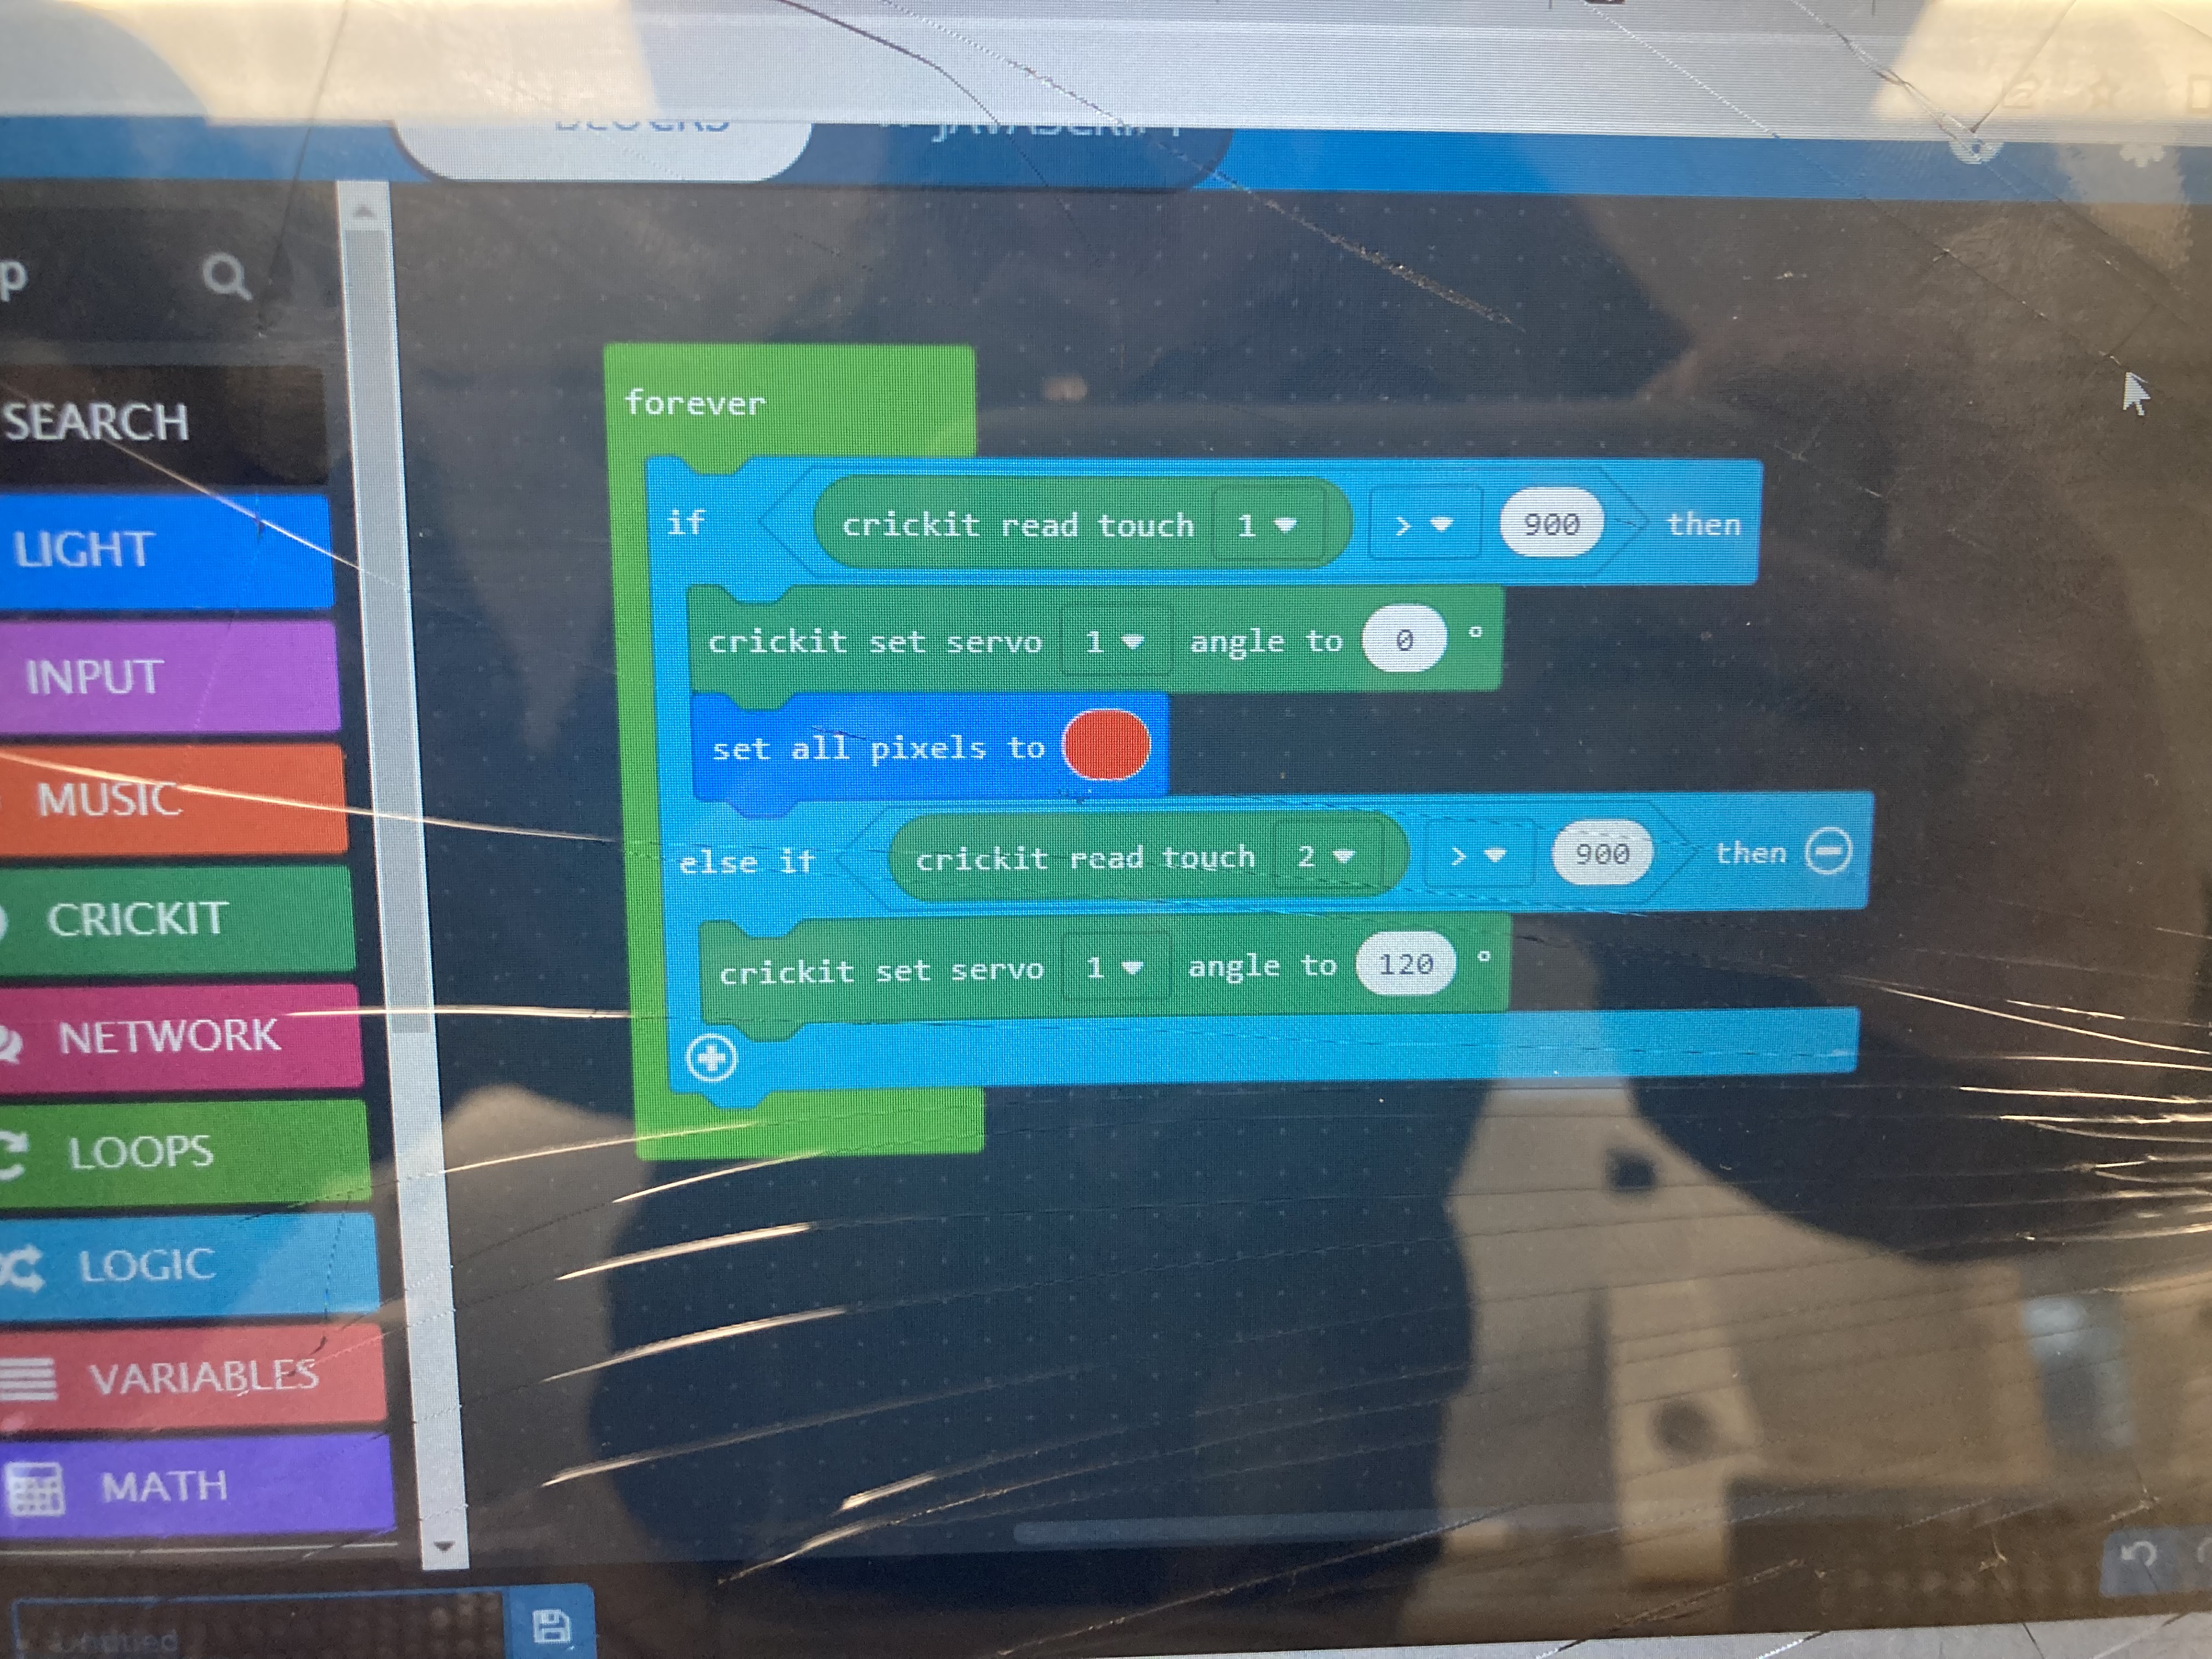 BLOCKS
JAVASCRIPT
p
SEARCH
LIGHT
INPUT
MUSIC
CRICKIT
NETWORK
LOOPS
LOGIC
VARIABLES
MATH
Untitled
forever
if crickit read touch 1 > 900 then
crickit set servo 1 angle to 0 °
set all pixels to
else if crickit read touch 2 > 900 then
crickit set servo 1 angle to 120 °